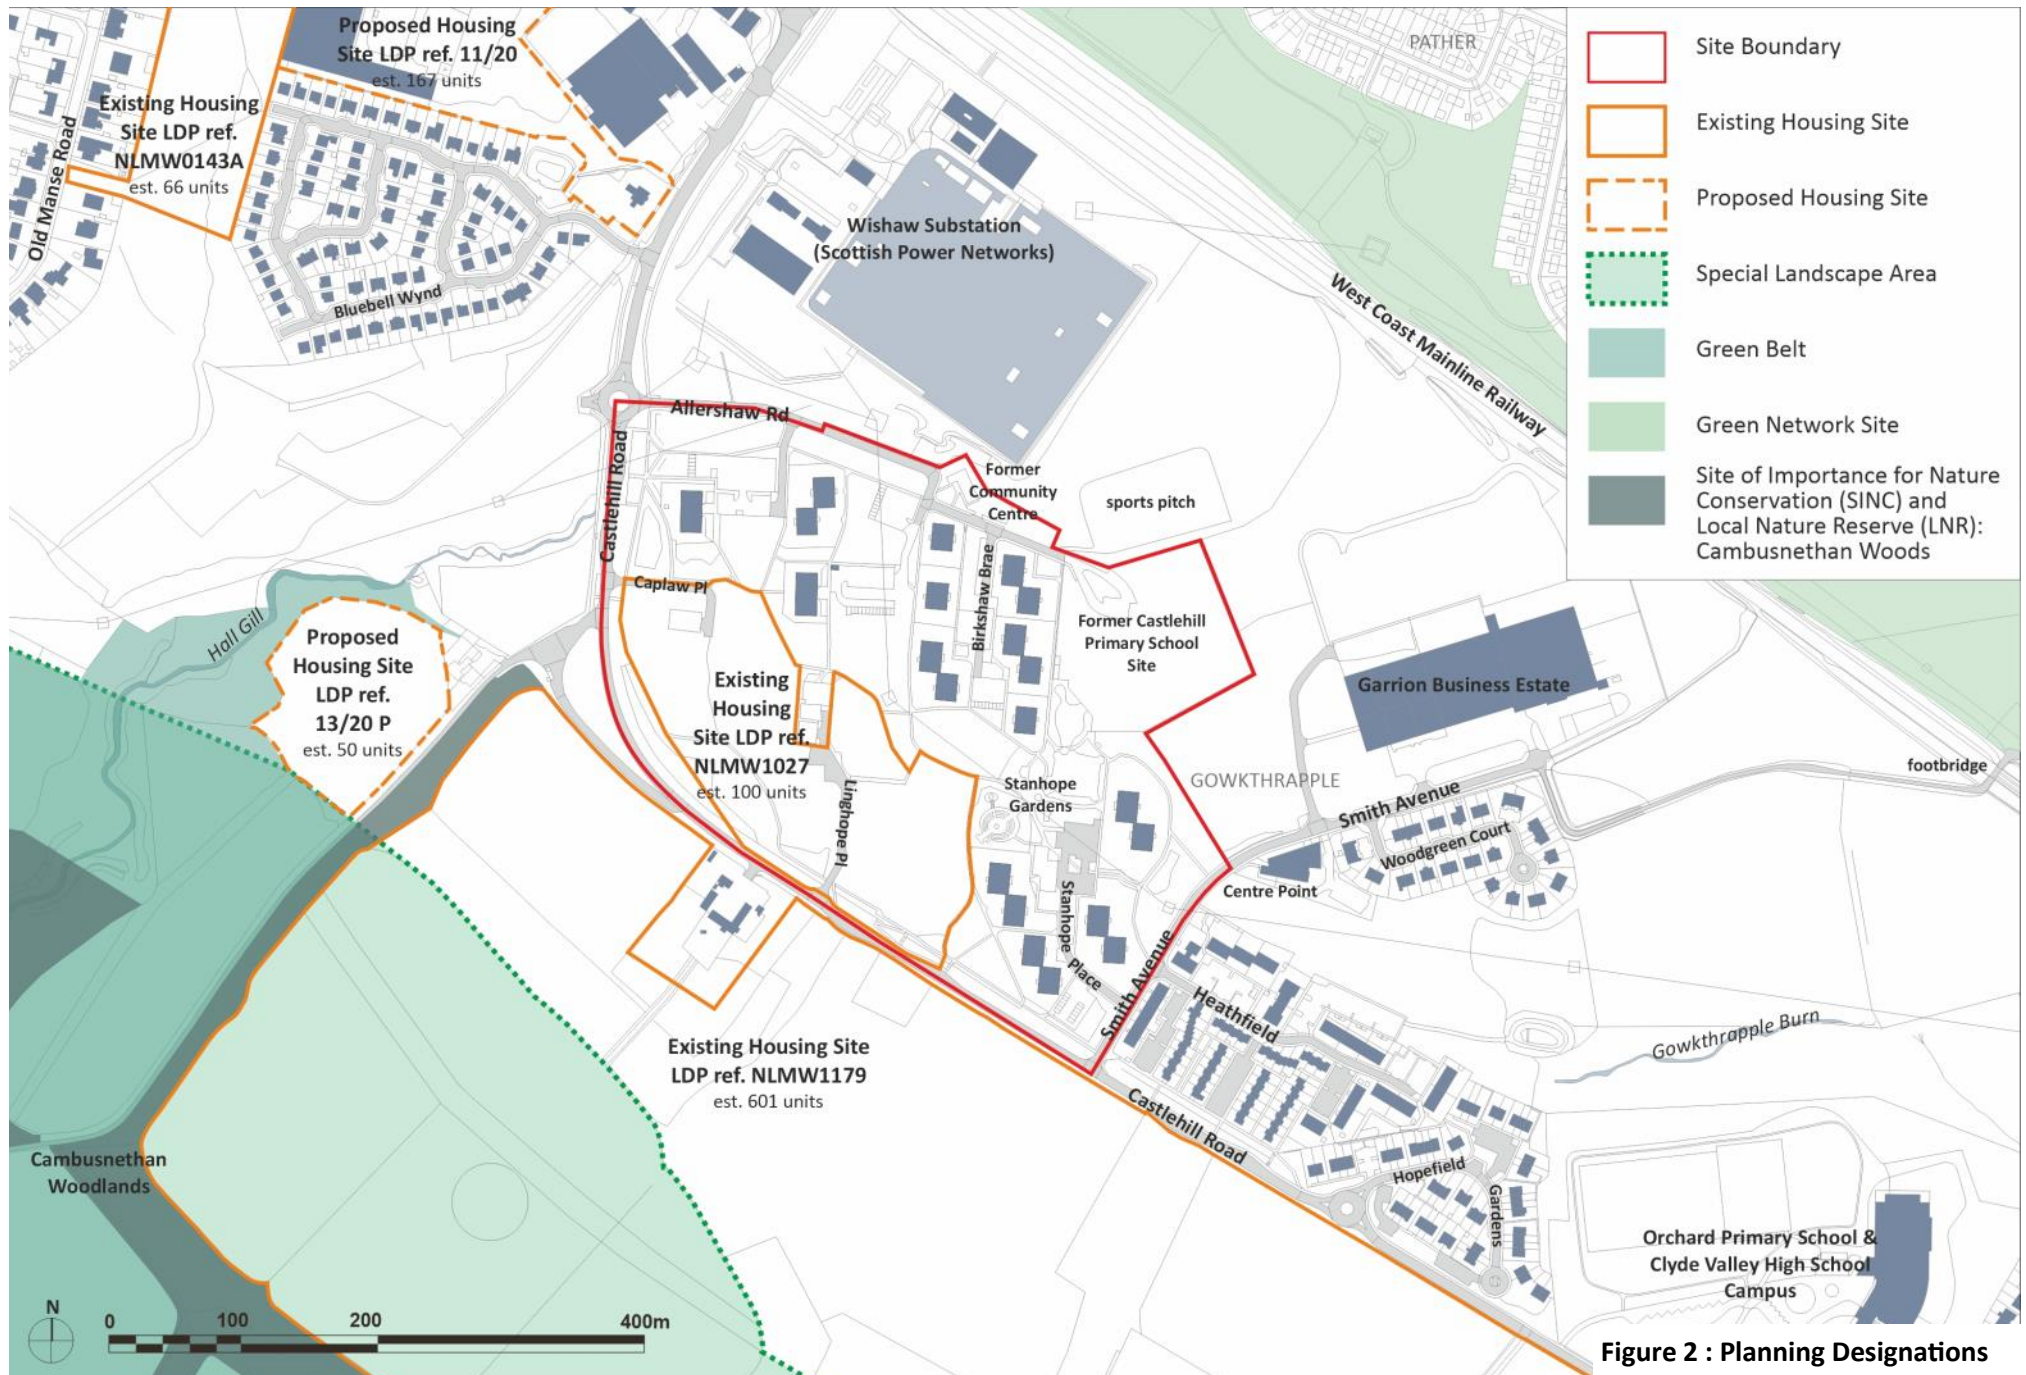 Proposed Housing
Site LDP ref. 11/20
est. 167 units
Existing Housing
Site LDP ref.
NLMW0143A
est. 66 units
Old Manse Road
Bluebell Wynd
Wishaw Substation
(Scottish Power Networks)
PATHER
West Coast Mainline Railway
Site Boundary
Existing Housing Site
Proposed Housing Site
Special Landscape Area
Green Belt
Green Network Site
Site of Importance for Nature
Conservation (SINC) and
Local Nature Reserve (LNR):
Cambusnethan Woods
Allershaw Rd
Castlehill Road
Former
Community
Centre
sports pitch
Caplaw Pl
Birkshaw Brae
Former Castlehill
Primary School
Site
Hall Gill
Proposed
Housing Site
LDP ref.
13/20 P
est. 50 units
Existing
Housing
Site LDP ref.
NLMW1027
est. 100 units
Linghope Pl
Stanhope
Gardens
Stanhope
Place
GOWKTHRAPPLE
Garrion Business Estate
footbridge
Smith Avenue
Woodgreen Court
Centre Point
Smith Avenue
Heathfield
Gowkthrapple Burn
Existing Housing Site
LDP ref. NLMW1179
est. 601 units
Castlehill Road
Hopefield
Gardens
Cambusnethan
Woodlands
Orchard Primary School &
Clyde Valley High School
Campus
N
0 100 200 400m
Figure 2 : Planning Designations